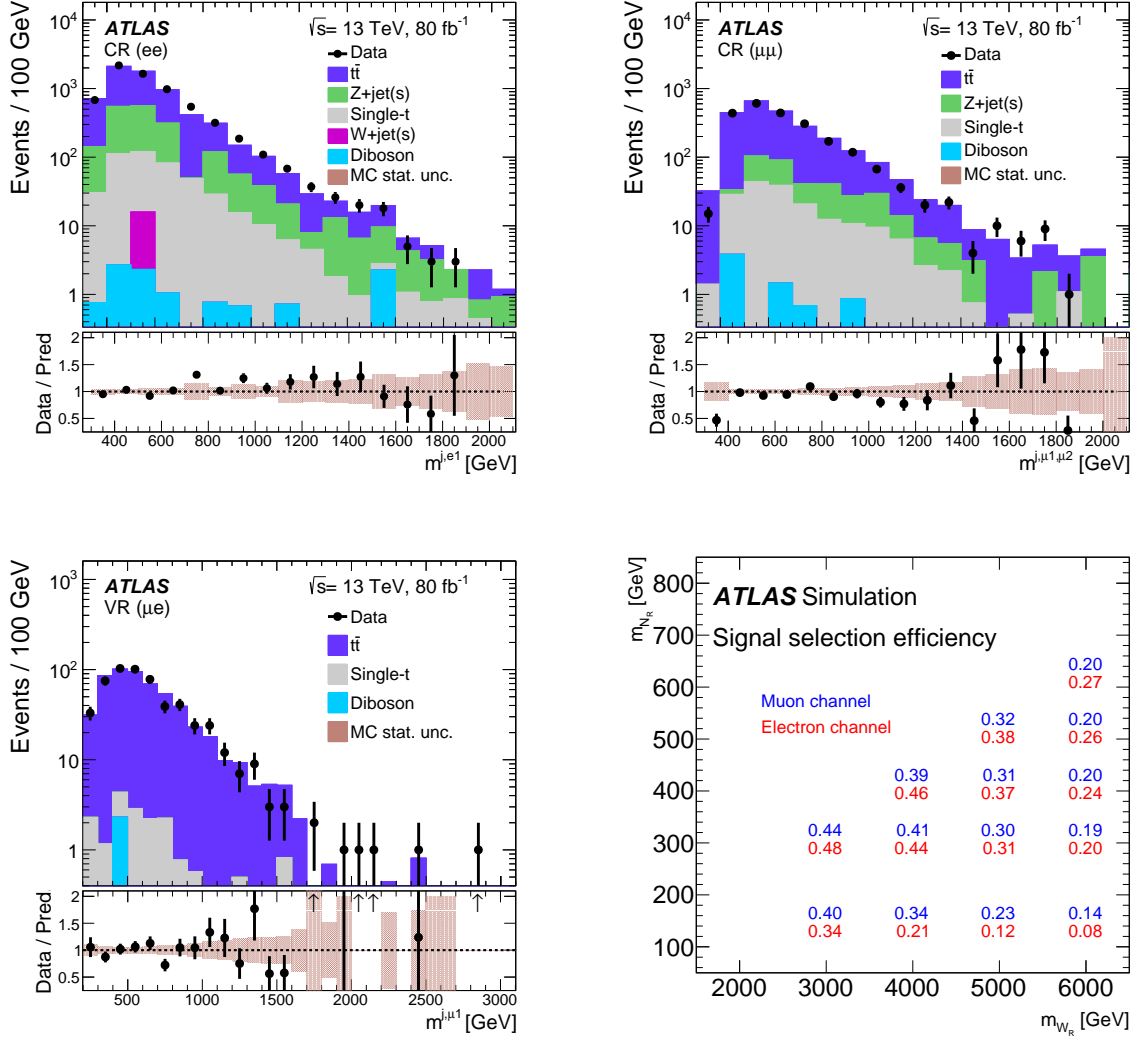 ATLAS
√s= 13 TeV, 80 fb⁻¹
CR (ee)
Data
tt̄
Z+jet(s)
Single-t
W+jet(s)
Diboson
MC stat. unc.
Events / 100 GeV
10³
10²
10
1
Data / Pred
2
1.5
1
0.5
400 600 800 1000 1200 1400 1600 1800 2000
m^{j,e1} [GeV]
ATLAS
√s= 13 TeV, 80 fb⁻¹
CR (μμ)
Data
tt̄
Z+jet(s)
Single-t
Diboson
MC stat. unc.
Events / 100 GeV
10³
10²
10
1
Data / Pred
2
1.5
1
0.5
400 600 800 1000 1200 1400 1600 1800 2000
m^{j,μ1,μ2} [GeV]
ATLAS
√s= 13 TeV, 80 fb⁻¹
VR (μe)
Data
tt̄
Single-t
Diboson
MC stat. unc.
Events / 100 GeV
10³
10²
10
1
Data / Pred
2
1.5
1
0.5
500 1000 1500 2000 2500 3000
m^{j,μ1} [GeV]
ATLAS Simulation
Signal selection efficiency
Muon channel
Electron channel
m_{N_R} [GeV]
800
700
600
500
400
300
200
100
0.20
0.27
0.32 0.20
0.38 0.26
0.39 0.31 0.20
0.46 0.37 0.24
0.44 0.41 0.30 0.19
0.48 0.44 0.31 0.20
0.40 0.34 0.23 0.14
0.34 0.21 0.12 0.08
2000 3000 4000 5000 6000
m_{W_R} [GeV]